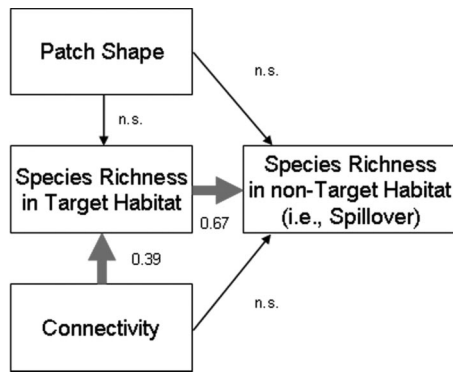 Patch Shape
n.s.
n.s.
Species Richness
in Target Habitat
Species Richness
in non-Target Habitat
(i.e., Spillover)
0.67
0.39
n.s.
Connectivity